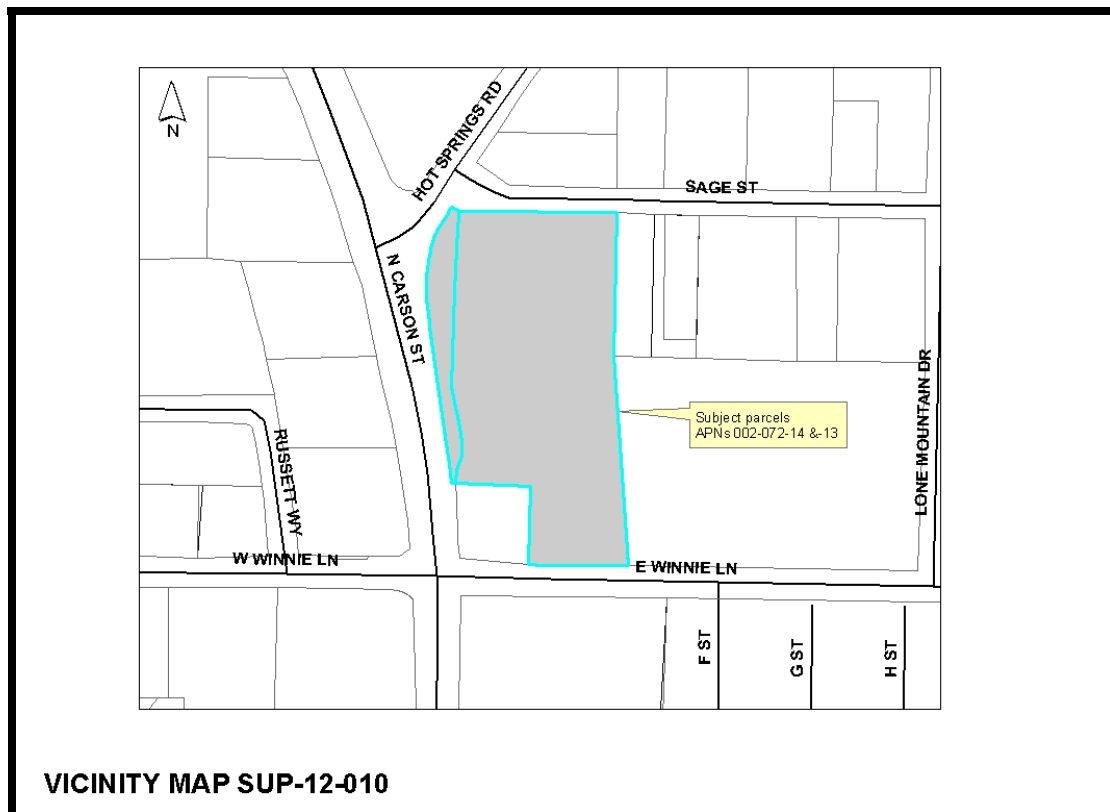 N
HOT SPRINGS RD
SAGE ST
N CARSON ST
Subject parcels
APNs 002-072-14 &-13
LONE MOUNTAIN DR
RUSSETT WY
W WINNIE LN
E WINNIE LN
F ST
G ST
H ST
VICINITY MAP SUP-12-010